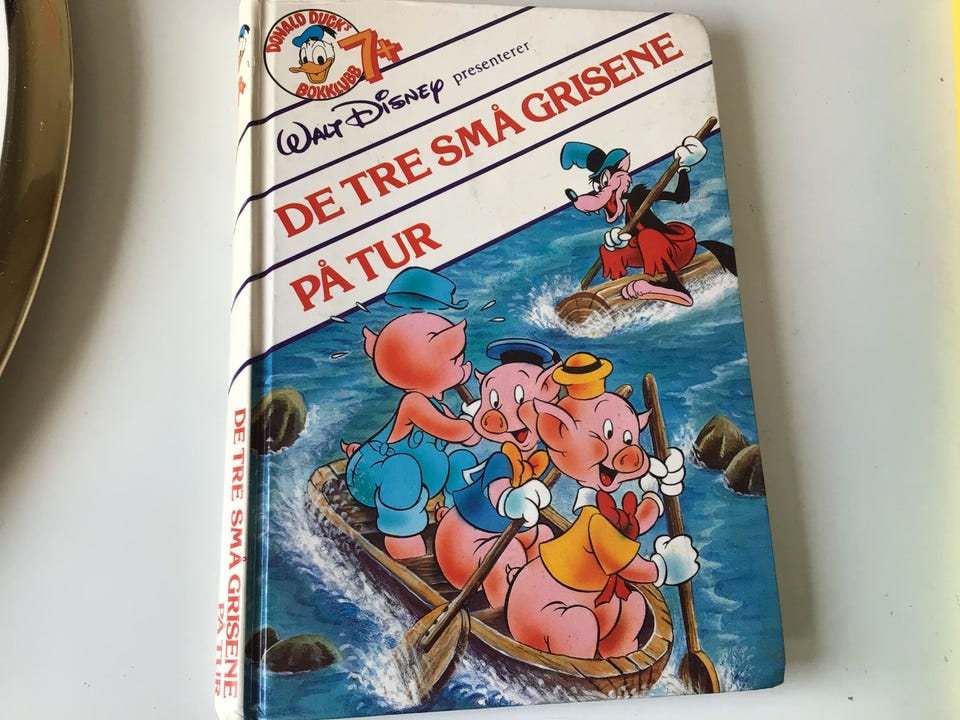 DONALD DUCK'S
BOKKLUBB
7+
WALT DISNEY presenterer
DE TRE SMÅ GRISENE
PÅ TUR
DE TRE SMÅ GRISENE
PÅ TUR